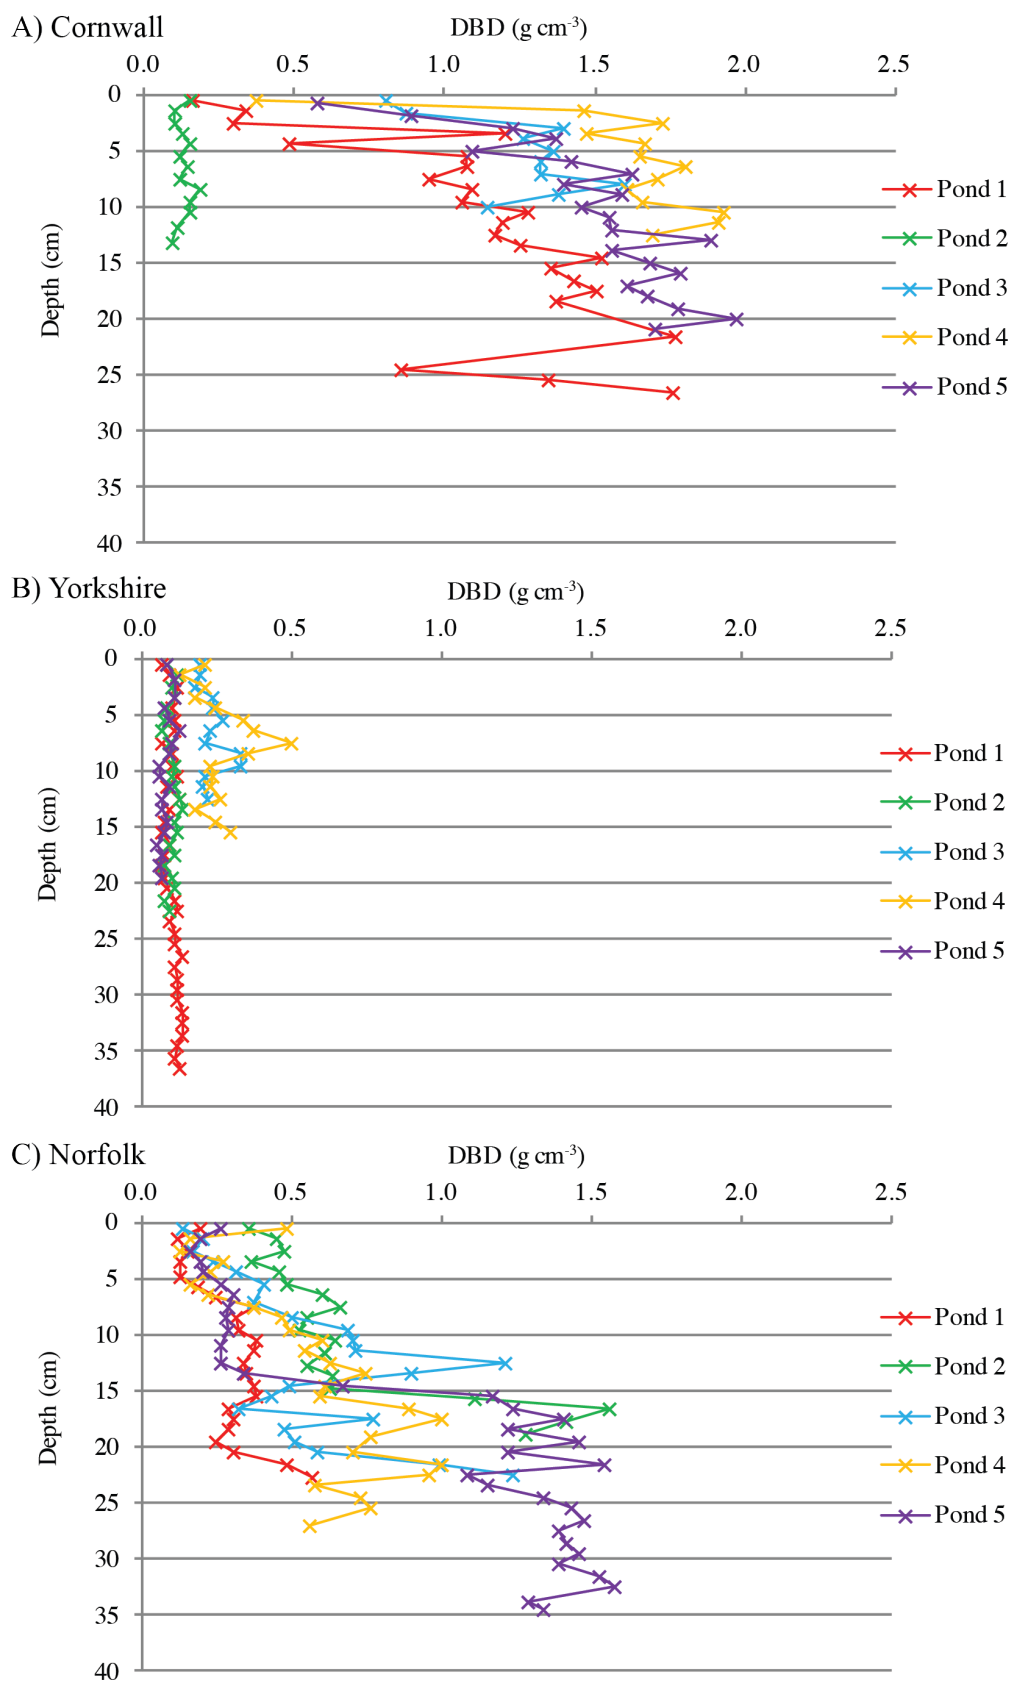 A) Cornwall
DBD (g cm-3)
0.0 0.5 1.0 1.5 2.0 2.5
0
5
10
15
20
25
30
35
40
Depth (cm)
Pond 1
Pond 2
Pond 3
Pond 4
Pond 5
B) Yorkshire
DBD (g cm-3)
0.0 0.5 1.0 1.5 2.0 2.5
0
5
10
15
20
25
30
35
40
Depth (cm)
Pond 1
Pond 2
Pond 3
Pond 4
Pond 5
C) Norfolk
DBD (g cm-3)
0.0 0.5 1.0 1.5 2.0 2.5
0
5
10
15
20
25
30
35
40
Depth (cm)
Pond 1
Pond 2
Pond 3
Pond 4
Pond 5